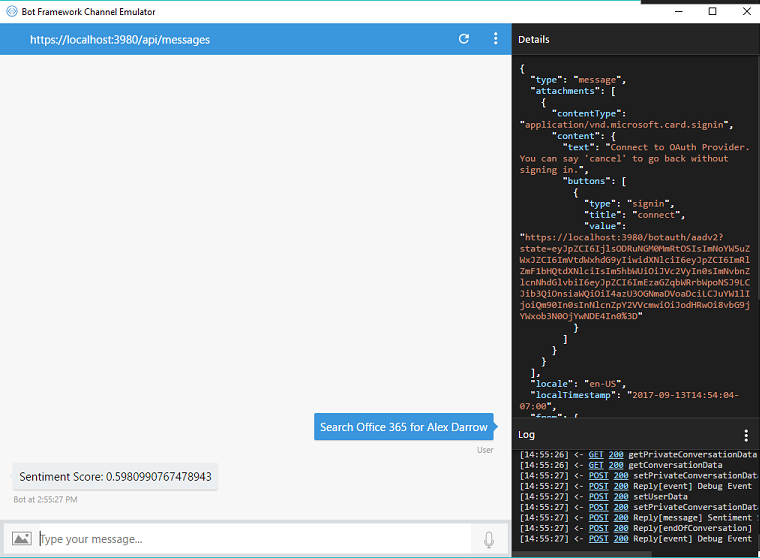 Bot Framework Channel Emulator
https://localhost:3980/api/messages
Search Office 365 for Alex Darrow
User
Sentiment Score: 0.5980990767478943
Bot at 2:55:27 PM
Type your message...
Details
{
"type": "message",
"attachments": [
{
"contentType":
"application/vnd.microsoft.card.signin",
"content": {
"text": "Connect to OAuth Provider.
You can say 'cancel' to go back without
signing in.",
"buttons": [
{
"type": "signin",
"title": "connect",
"value":
"https://localhost:3980/botauth/aadv2?
}
]
}
}
],
"locale": "en-US",
"localTimestamp": "2017-09-13T14:54:04-
07:00",
"from": {
Log
[14:55:26] <- GET 200 getPrivateConversationData
[14:55:26] <- GET 200 getConversationData
[14:55:27] <- POST 200 setPrivateConversationData
[14:55:27] <- POST 200 Reply[event] Debug Event
[14:55:27] <- POST 200 setUserData
[14:55:27] <- POST 200 setPrivateConversationDat
[14:55:27] <- POST 200 Reply[message] Sentiment
[14:55:27] <- POST 200 Reply[endOfConversation]
[14:55:27] <- POST 200 Reply[event] Debug Event